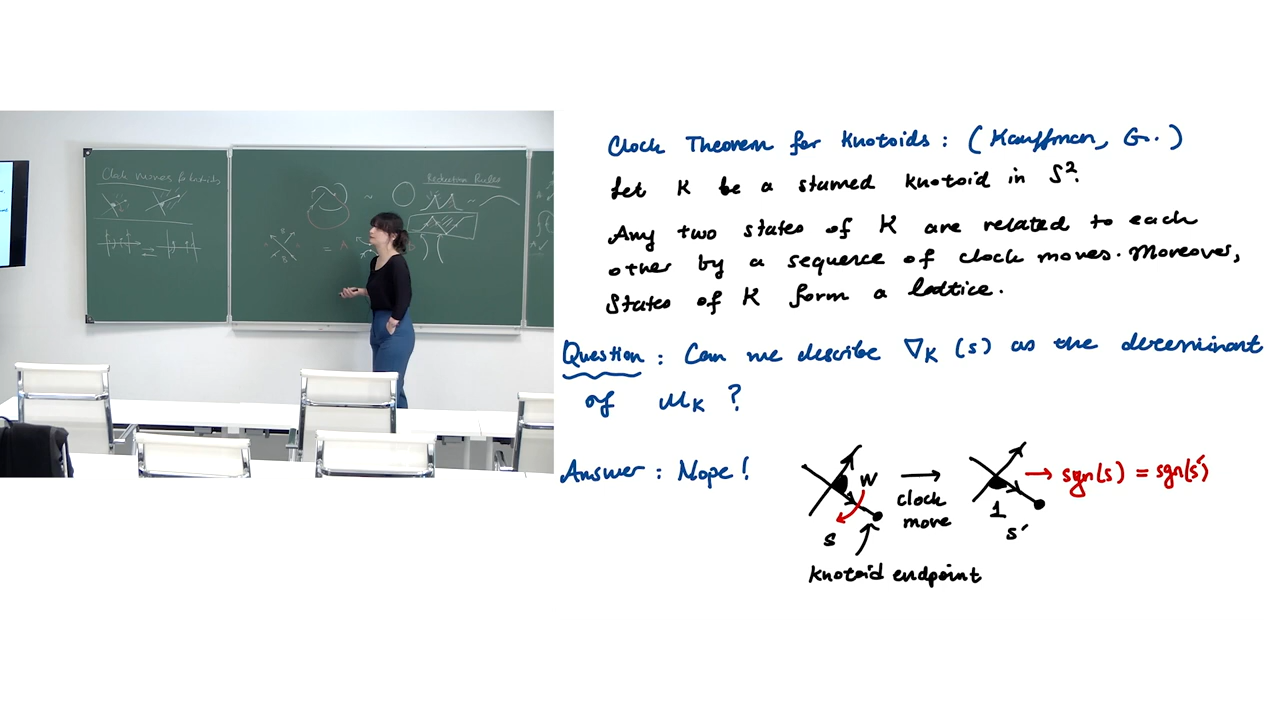 Clock moves for knotoids
Reduction Rules
~
= A
Clock Theorem for Knotoids : ( Kauffman, G. )
Let K be a starred knotoid in S².
Any two states of K are related to each
other by a sequence of clock moves. Moreover,
States of K form a lattice.
Question : Can we describe ∇K (s) as the determinant
of MK ?
Answer : Nope!
W
s
clock
move
1
s'
→ sgn(s) = sgn(s')
knotoid endpoint